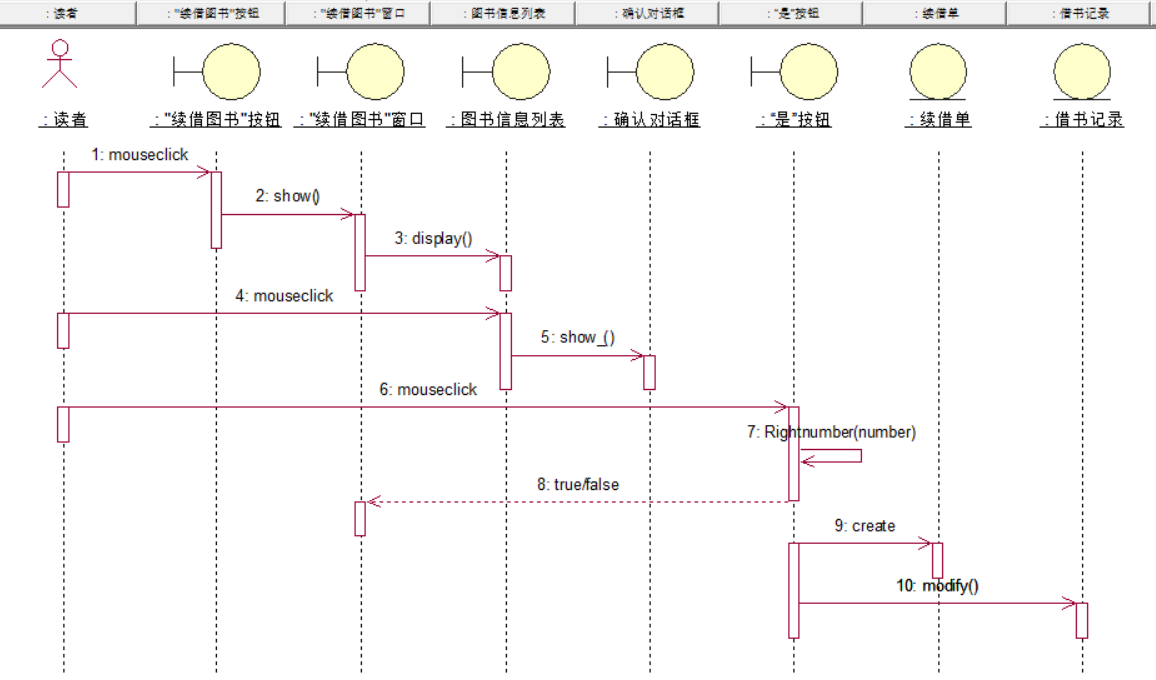 : 读者
: "续借图书"按钮
: "续借图书"窗口
: 图书信息列表
: 确认对话框
: "是"按钮
: 续借单
: 借书记录
: 读者
: "续借图书"按钮
: "续借图书"窗口
: 图书信息列表
: 确认对话框
: "是"按钮
: 续借单
: 借书记录
1: mouseclick
2: show()
3: display()
4: mouseclick
5: show_()
6: mouseclick
7: Rightnumber(number)
8: true/false
9: create
10: modify()